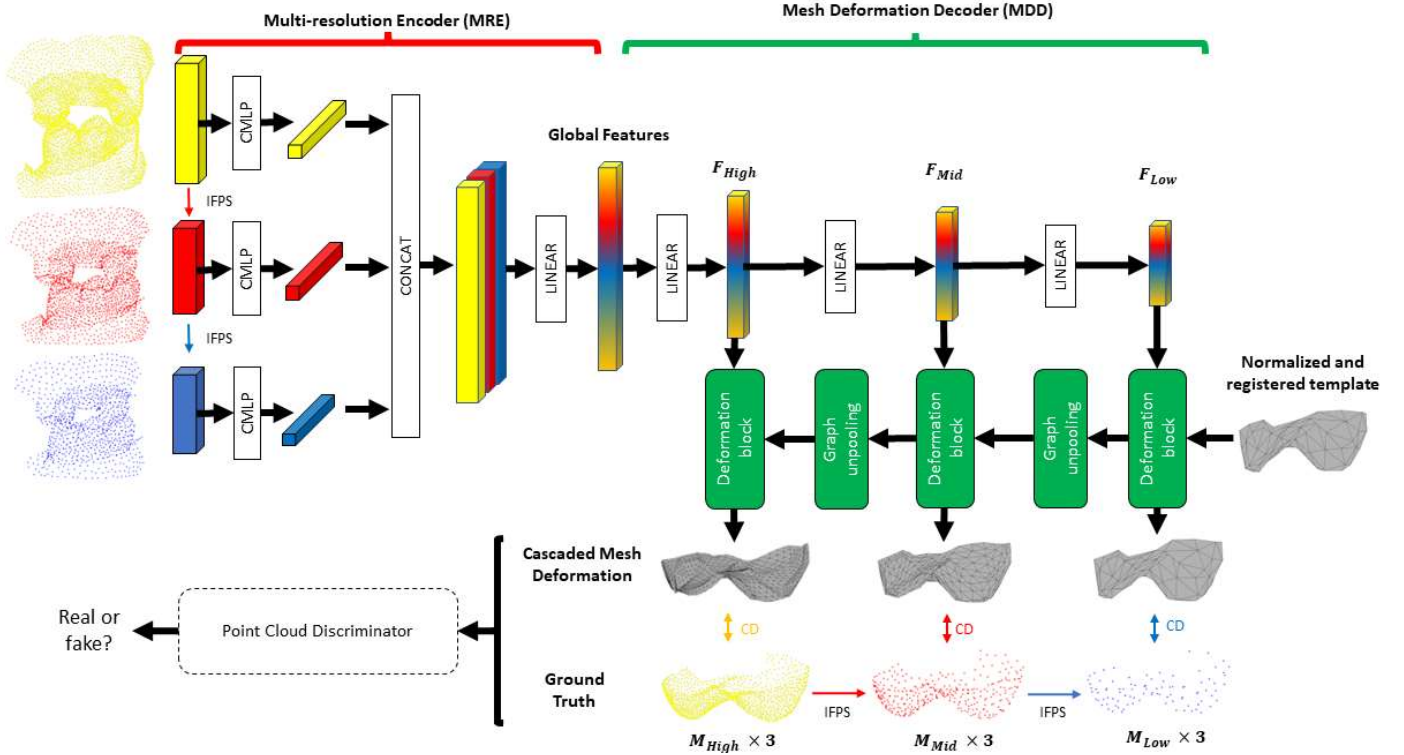 Multi-resolution Encoder (MRE)
Mesh Deformation Decoder (MDD)
CMLP
IFPS
CMLP
IFPS
CMLP
CONCAT
LINEAR
Global Features
LINEAR
F_High
LINEAR
F_Mid
LINEAR
F_Low
Normalized and
registered template
Deformation
block
Graph
unpooling
Deformation
block
Graph
unpooling
Deformation
block
Cascaded Mesh
Deformation
CD
CD
CD
Real or
fake?
Point Cloud Discriminator
Ground
Truth
IFPS
IFPS
M_High × 3
M_Mid × 3
M_Low × 3